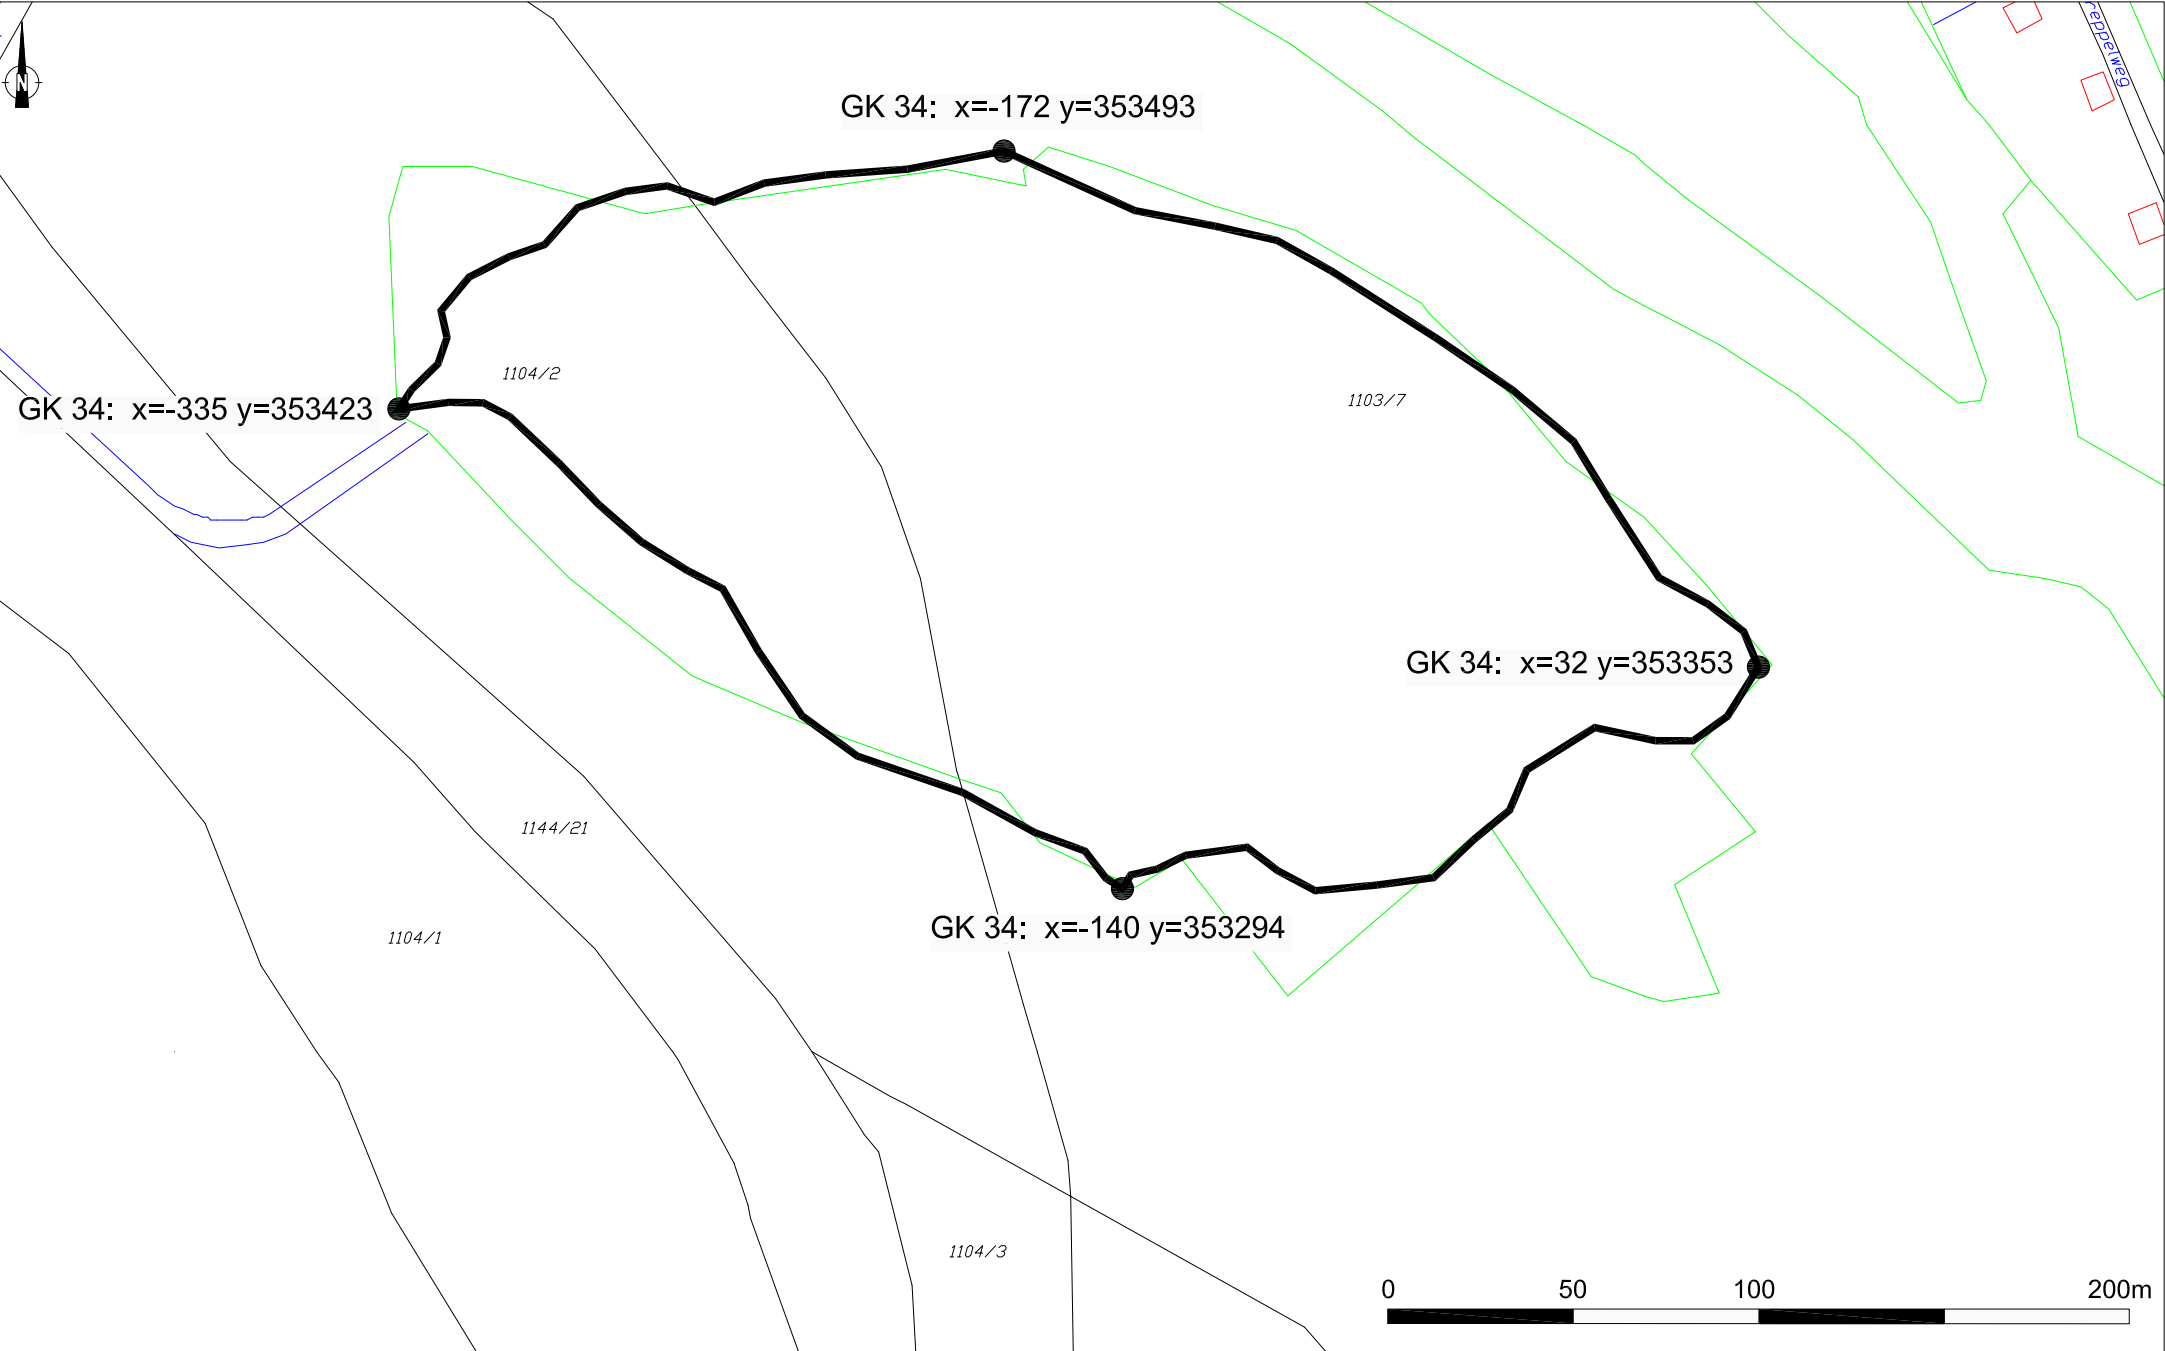 reppelweg
N
GK 34: x=-172 y=353493
1104/2
1103/7
GK 34: x=-335 y=353423
GK 34: x=32 y=353353
1144/21
GK 34: x=-140 y=353294
1104/1
1104/3
0 50 100 200m